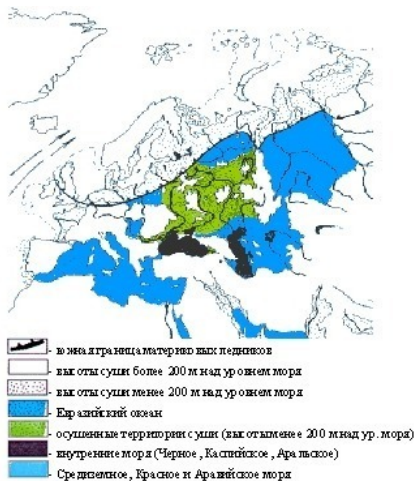 - южная граница материковых ледников
- высоты суши более 200 м над уровнем моря
- высоты суши менее 200 м над уровнем моря
- Евразийский океан
- осушенные территории суши (высоты менее 200 м над ур. моря)
- внутренние моря (Черное, Каспийское, Аральское)
- Средиземное, Красное и Аравийское моря